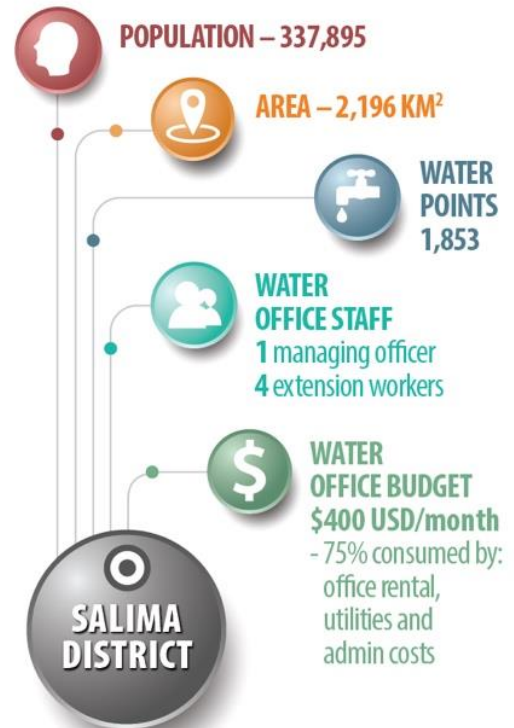 POPULATION – 337,895
AREA – 2,196 KM²
WATER
POINTS
1,853
WATER
OFFICE STAFF
1 managing officer
4 extension workers
WATER
OFFICE BUDGET
$400 USD/month
- 75% consumed by:
office rental,
utilities and
admin costs
$
SALIMA
DISTRICT